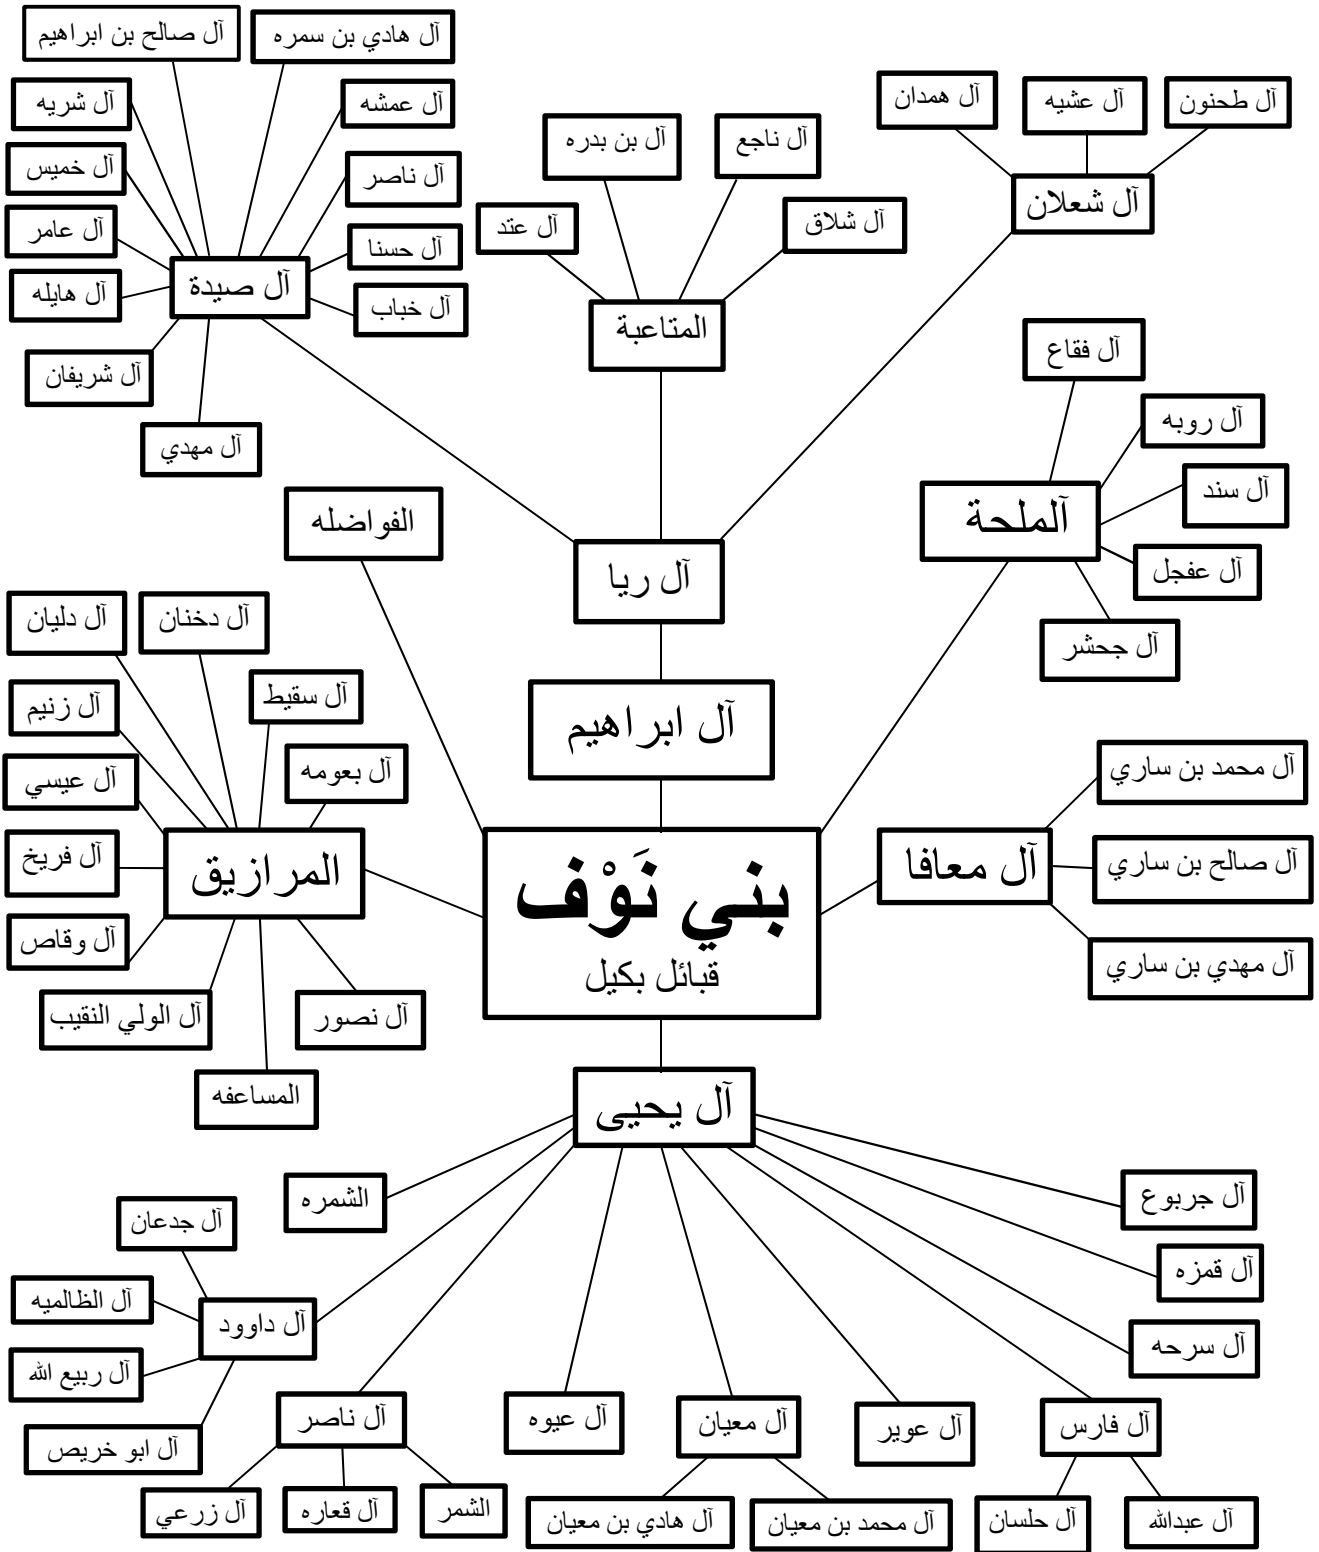 آل هادي بن سمره
آل صالح بن ابراهيم
آل عمشه
آل شريه
آل ناصر
آل خميس
آل حسنا
آل عامر
آل خباب
آل هايله
آل شريفان
آل مهدي
آل صيدة
آل ناجع
آل بن بدره
آل شلاق
آل عتد
المتاعبة
آل طحنون
آل عشيه
آل همدان
آل شعلان
آل فقاع
آل روبه
آل سند
آل عفجل
آل جحشر
آلملحة
الفواضله
آل ريا
آل ابراهيم
آل دخنان
آل دليان
آل سقيط
آل زنيم
آل بعومه
آل عيسي
آل فريخ
آل وقاص
آل الولي النقيب
آل نصور
المساعفه
المرازيق
بني نَوْف
قبائل بكيل
آل معافا
آل محمد بن ساري
آل صالح بن ساري
آل مهدي بن ساري
آل يحيى
آل جربوع
آل قمزه
آل سرحه
آل فارس
آل عبدالله
آل حلسان
آل عوير
آل معيان
آل محمد بن معيان
آل هادي بن معيان
آل عيوه
آل ناصر
الشمر
آل قعاره
آل زرعي
الشمره
آل داوود
آل جدعان
آل الظالميه
آل ربيع الله
آل ابو خريص